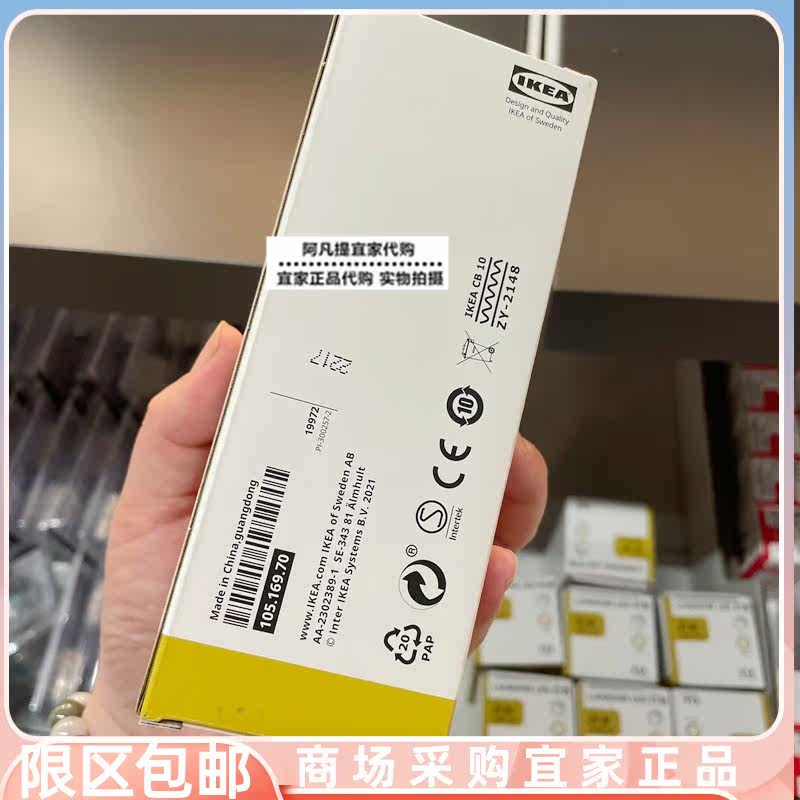 IKEA
Design and Quality
IKEA of Sweden
阿凡提宜家代购
宜家正品代购 实物拍摄
IKEA CB 10
ZY-2148
10
19972
PI-300257-2
Made in China,guangdong
105.169.70
www.IKEA.com IKEA of Sweden AB
AA-2302389-1 SE-343 81 Älmhult
© Inter IKEA Systems B.V. 2021
CE
S
Intertek
®
20
PAP
限区包邮
商场采购宜家正品